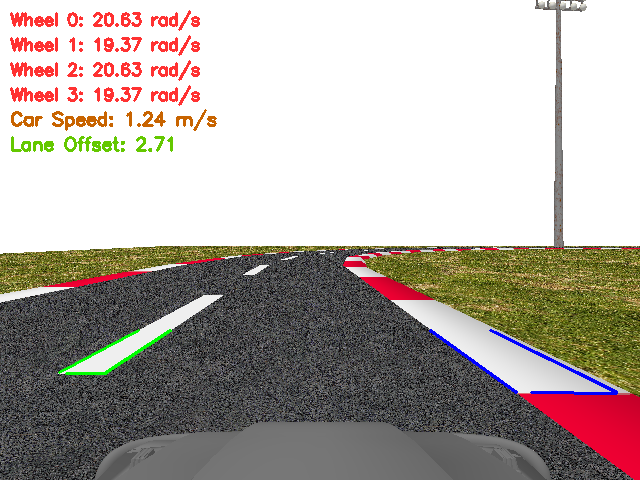 Wheel 0: 20.63 rad/s
Wheel 1: 19.37 rad/s
Wheel 2: 20.63 rad/s
Wheel 3: 19.37 rad/s
Car Speed: 1.24 m/s
Lane Offset: 2.71